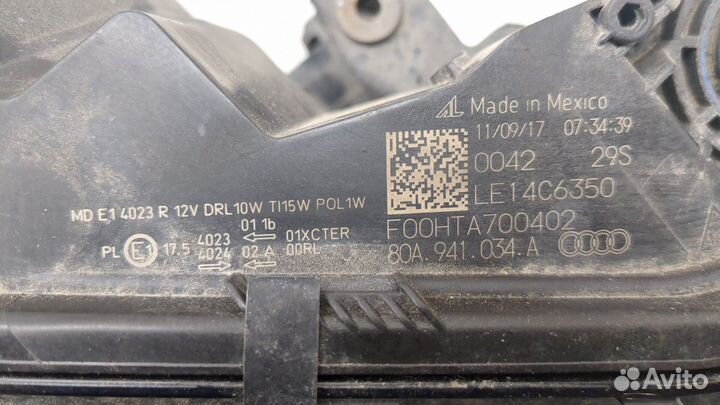 AL Made in Mexico
11/09/17 07:34:39
0042 29S
LE14C6350
F00HTA700402
80A.941.034.A
MD E1 4023 R 12V DRL10W TI15W POL1W
01 1b
PL E1 17.5 4023 01XCTER
4024 02 A 00RL
Avito